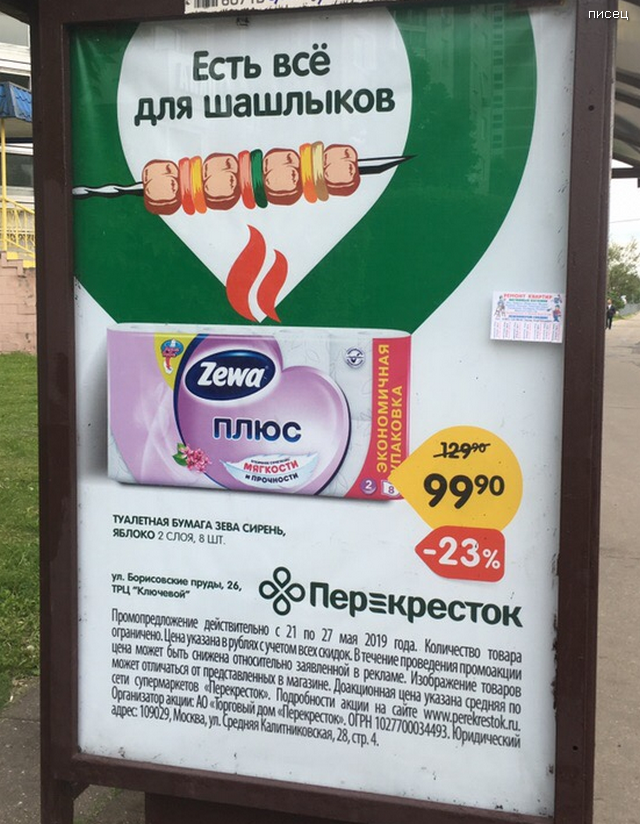 писец
Есть всё
для шашлыков
РЕМОНТ КВАРТИР
Zewa
плюс
МЯГКОСТИ
и ПРОЧНОСТИ
ЭКОНОМИЧНАЯ
УПАКОВКА
2
8
129⁹⁰
99⁹⁰
-23%
ТУАЛЕТНАЯ БУМАГА ЗЕВА СИРЕНЬ,
ЯБЛОКО 2 СЛОЯ, 8 ШТ.
ул. Борисовские пруды, 26,
ТРЦ "Ключевой"
Перекресток
Промопредложение действительно с 21 по 27 мая 2019 года. Количество товара
ограничено. Цена указана в рублях с учетом всех скидок. В течение проведения промоакции
цена может быть снижена относительно заявленной в рекламе. Изображение товаров
может отличаться от представленных в магазине. Доакционная цена указана средняя по
сети супермаркетов «Перекресток». Подробности акции на сайте www.perekrestok.ru.
Организатор акции: АО «Торговый дом «Перекресток». ОГРН 1027700034493. Юридический
адрес: 109029, Москва, ул. Средняя Калитниковская, 28, стр. 4.